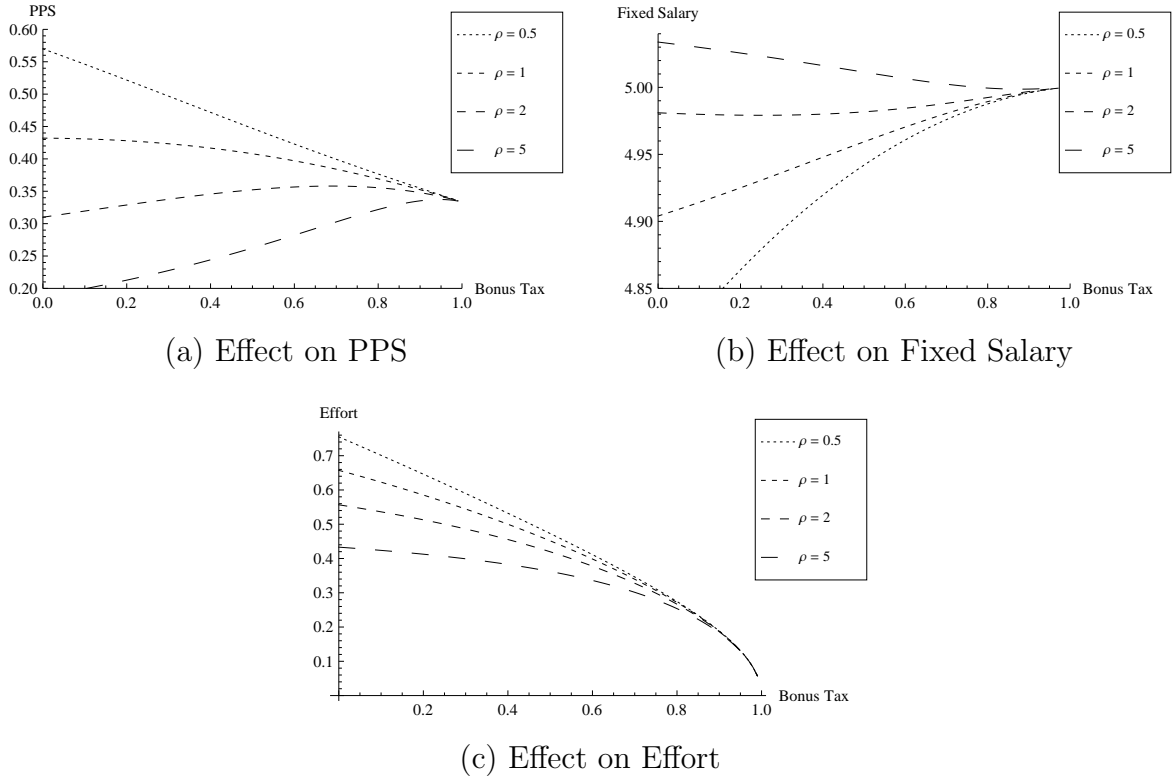 PPS
0.60
0.55
0.50
0.45
0.40
0.35
0.30
0.25
0.20
0.0 0.2 0.4 0.6 0.8 1.0
Bonus Tax
ρ = 0.5
ρ = 1
ρ = 2
ρ = 5
(a) Effect on PPS
Fixed Salary
5.00
4.95
4.90
4.85
0.0 0.2 0.4 0.6 0.8 1.0
Bonus Tax
ρ = 0.5
ρ = 1
ρ = 2
ρ = 5
(b) Effect on Fixed Salary
Effort
0.7
0.6
0.5
0.4
0.3
0.2
0.1
0.2 0.4 0.6 0.8 1.0
Bonus Tax
ρ = 0.5
ρ = 1
ρ = 2
ρ = 5
(c) Effect on Effort